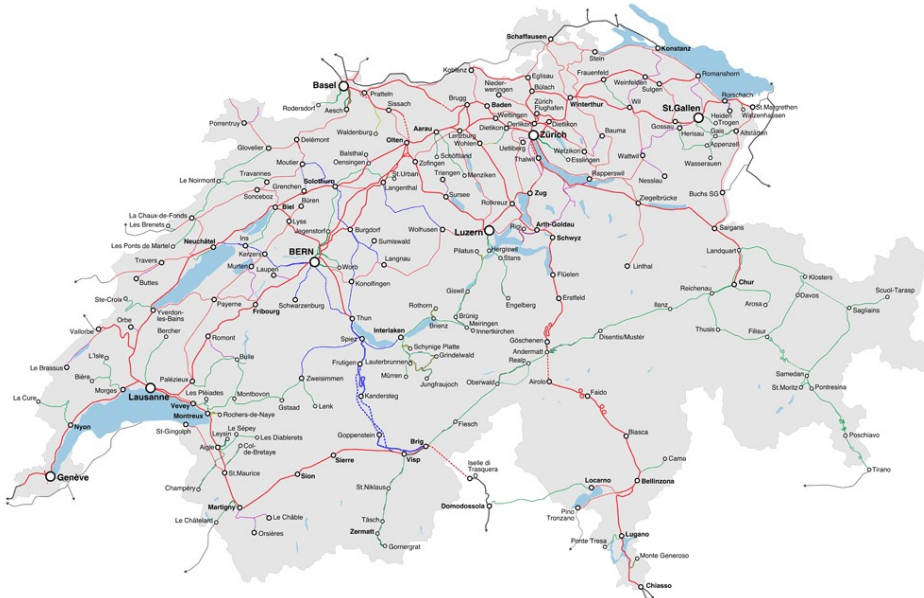 Schaffausen
Konstanz
Stein
Koblenz
Eglisau
Frauenfeld
Weinfelden
Sulgen
Romanshorn
Basel
Pratteln
Nieder-
weningen
Bülach
Rorschach
St.Margrethen
Rodersdorf
Aesch
Sissach
Brugg
Baden
Zürich
Flughafen
Winterthur
Wil
St.Gallen
Heiden
Walzenhausen
Trogen
Porrentruy
Waldenburg
Aarau
Wettingen
Oerlikon
Dietikon
Dietikon
Gossau
Herisau
Gais
Altstätten
Appenzell
Glovelier
Delémont
Olten
Lenzburg
Wohlen
Zürich
Bauma
Uetliberg
Wetzikon
Esslingen
Wattwil
Wasserauen
Balsthal
Oensingen
Zofingen
Schöftland
Moutier
Thalwil
Le Noirmont
Travannes
Solothurn
St.Urban
Triengen
Menziken
Rapperswil
Nesslau
Grenchen
Langenthal
Sursee
Zug
Buchs SG
Sonceboz
Büren
Rotkreuz
Ziegelbrücke
Biel
La Chaux-de-Fonds
Les Brenets
Lyss
Jegenstorf
Burgdorf
Wolhusen
Luzern
Rigi
Arth-Goldau
Schwyz
Sargans
Neuchâtel
Ins
Sumiswald
Les Ponts de Martel
Kerzers
BERN
Pilatus
Hergiswil
Stans
Landquart
Travers
Murten
Laupen
Worb
Langnau
Linthal
Buttes
Konolfingen
Flüelen
Klosters
Chur
Giswil
Reichenau
Davos
Scuol-Tarasp
Ste-Croix
Yverdon-
les-Bains
Payerne
Fribourg
Schwarzenburg
Rothorn
Engelberg
Erstfeld
Ilanz
Arosa
Sagliains
Orbe
Thun
Brünig
Vallorbe
Bercher
Romont
Interlaken
Brienz
Meiringen
Innertkirchen
Disentis/Mustér
Thusis
Filisur
Spiez
Göschenen
Schynige Platte
Andermatt
L'Isle
Bulle
Frutigen
Lauterbrunnen
Grindelwald
Realp
Le Brassus
Bière
Palézieux
Zweisimmen
Mürren
Jungfraujoch
Oberwald
Airolo
Samedan
St.Moritz
Pontresina
Morges
Lausanne
Les Pléiades
Montbovon
Kandersteg
Faido
La Cure
Vevey
Gstaad
Lenk
Montreux
Rochers-de-Naye
Nyon
St-Gingolph
Leysin
Le Sépey
Les Diablerets
Goppenstein
Fiesch
Biasca
Poschiavo
Aigle
Col-
de-Bretaye
Brig
Visp
Sierre
Cama
Tirano
Genève
St.Maurice
Sion
Iselle di
Trasquera
Bellinzona
Champéry
St.Niklaus
Locarno
Martigny
Domodossola
Pino
Tronzano
Le Châtelard
Le Châble
Täsch
Orsières
Zermatt
Lugano
Gornergrat
Ponte Tresa
Monte Generoso
Chiasso